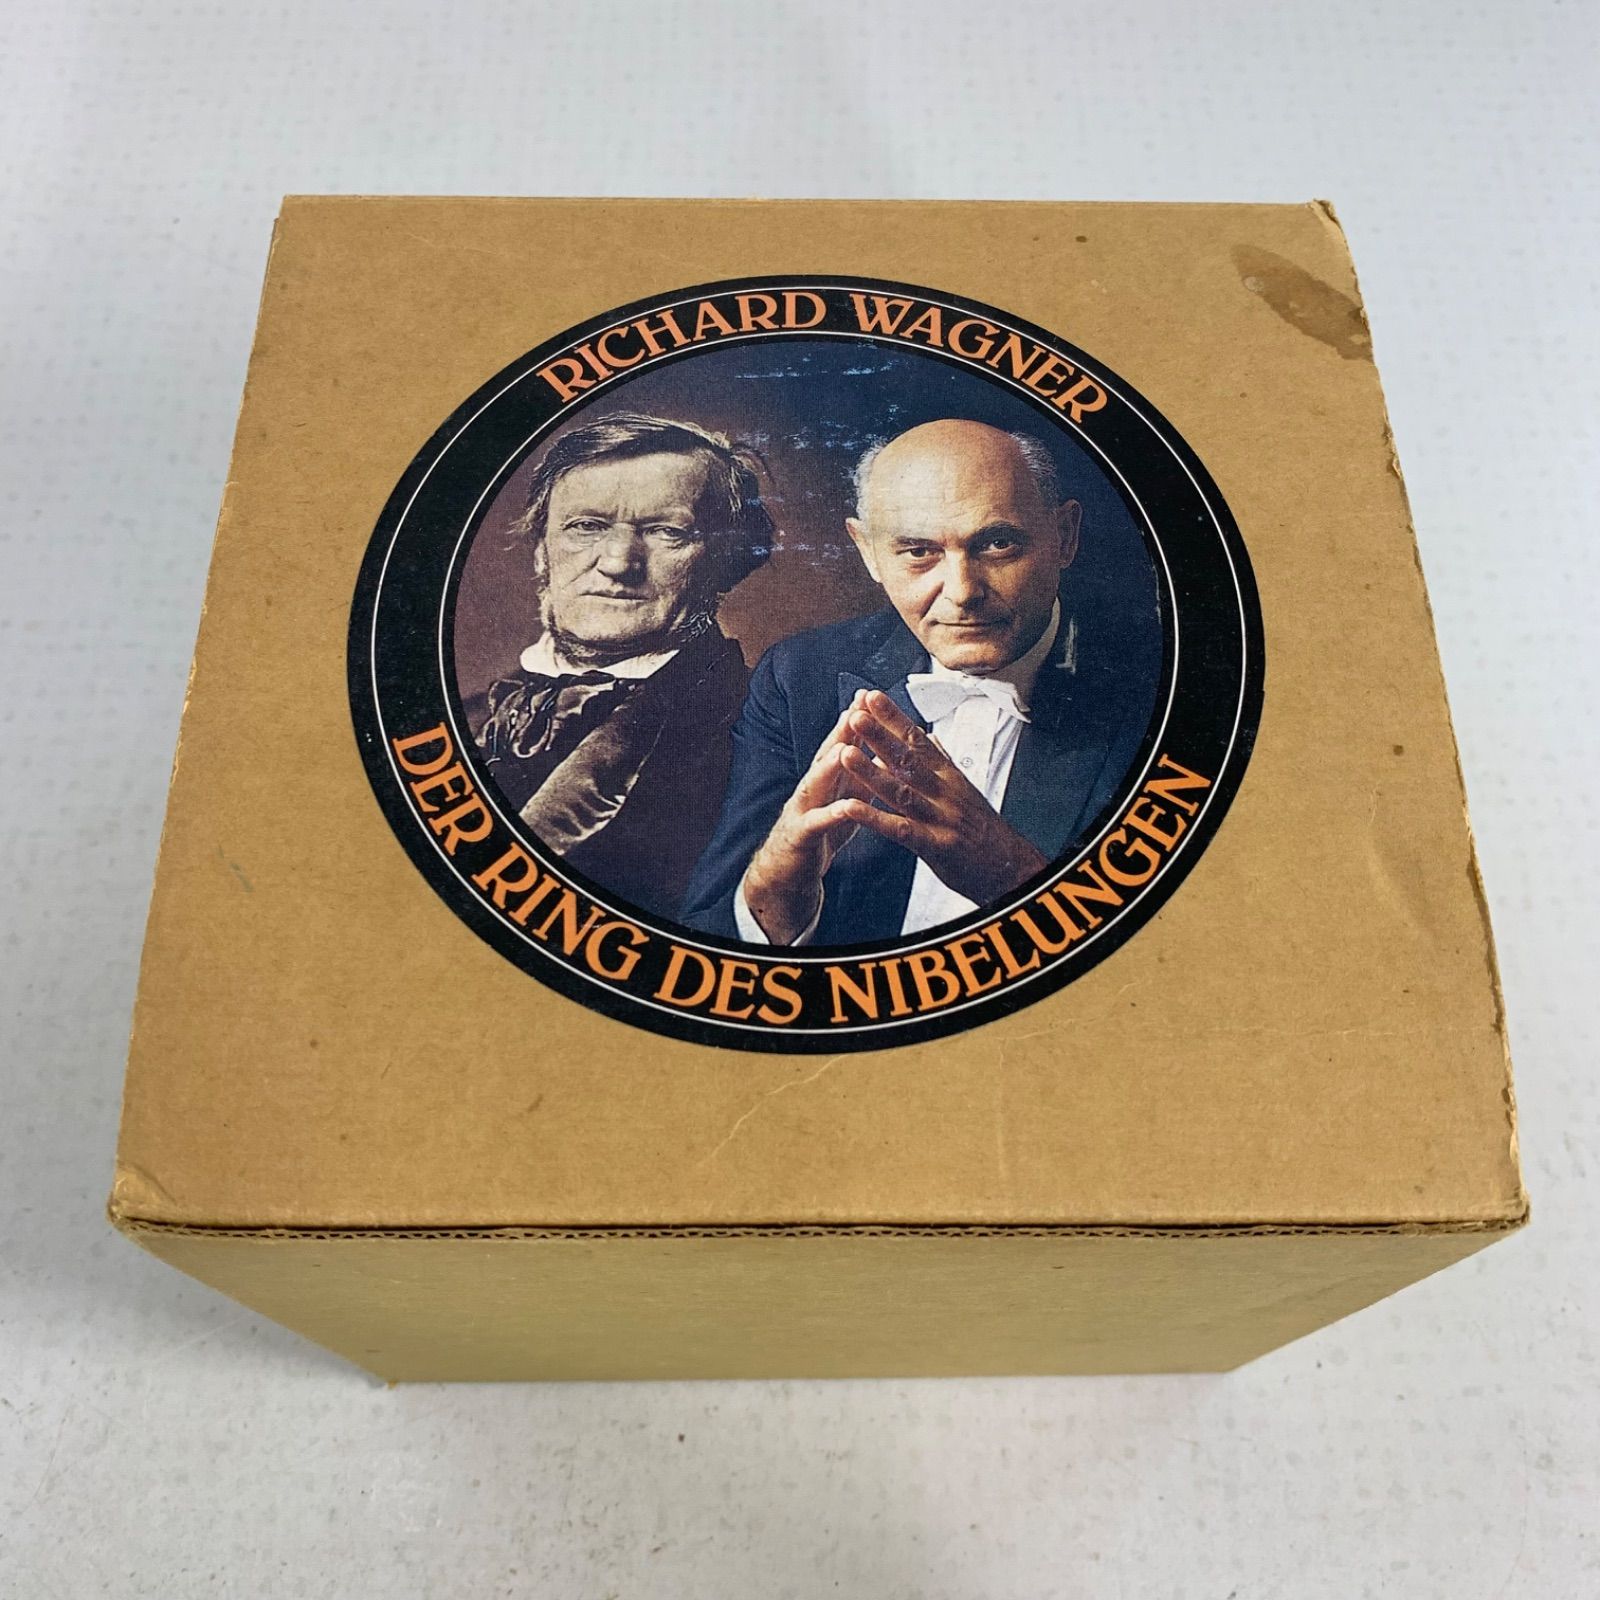 RICHARD WAGNER
DER RING DES NIBELUNGEN